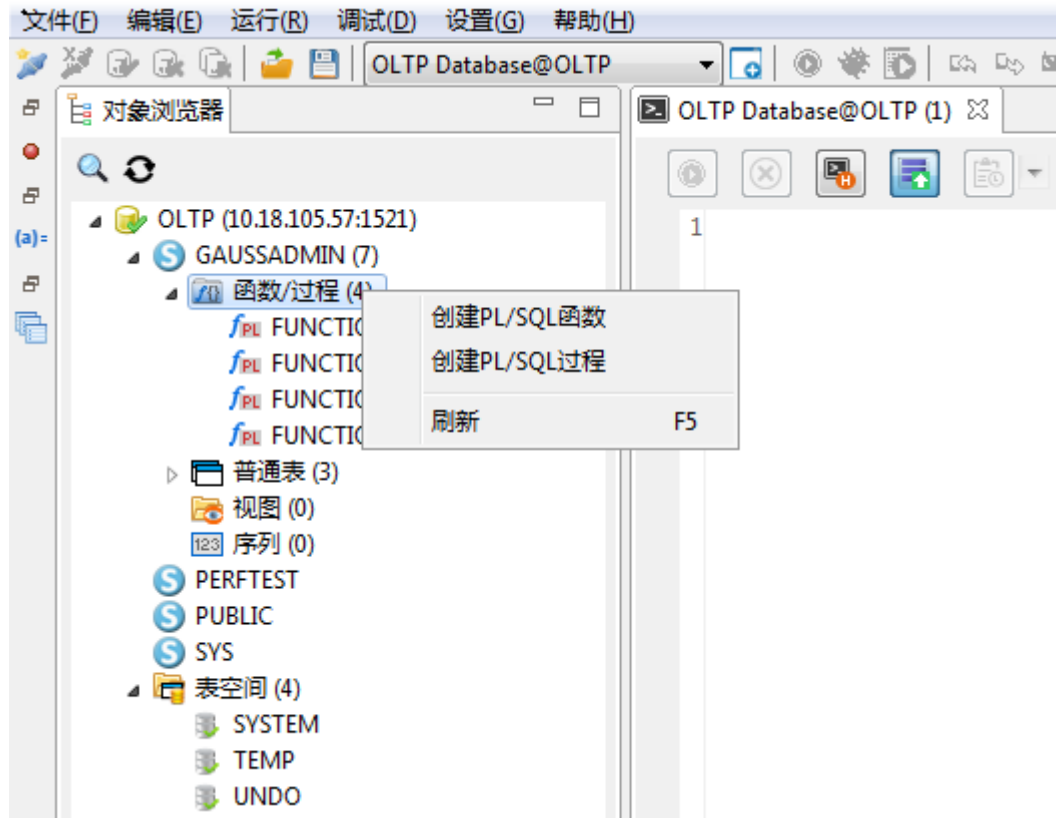 文件(F) 编辑(E) 运行(R) 调试(D) 设置(G) 帮助(H)
OLTP Database@OLTP
对象浏览器
OLTP Database@OLTP (1)
(a)=
OLTP (10.18.105.57:1521)
1
GAUSSADMIN (7)
函数/过程 (4)
FUNCTIO
FUNCTIO
FUNCTIO
FUNCTIO
创建PL/SQL函数
创建PL/SQL过程
刷新 F5
普通表 (3)
视图 (0)
123 序列 (0)
PERFTEST
PUBLIC
SYS
表空间 (4)
SYSTEM
TEMP
UNDO